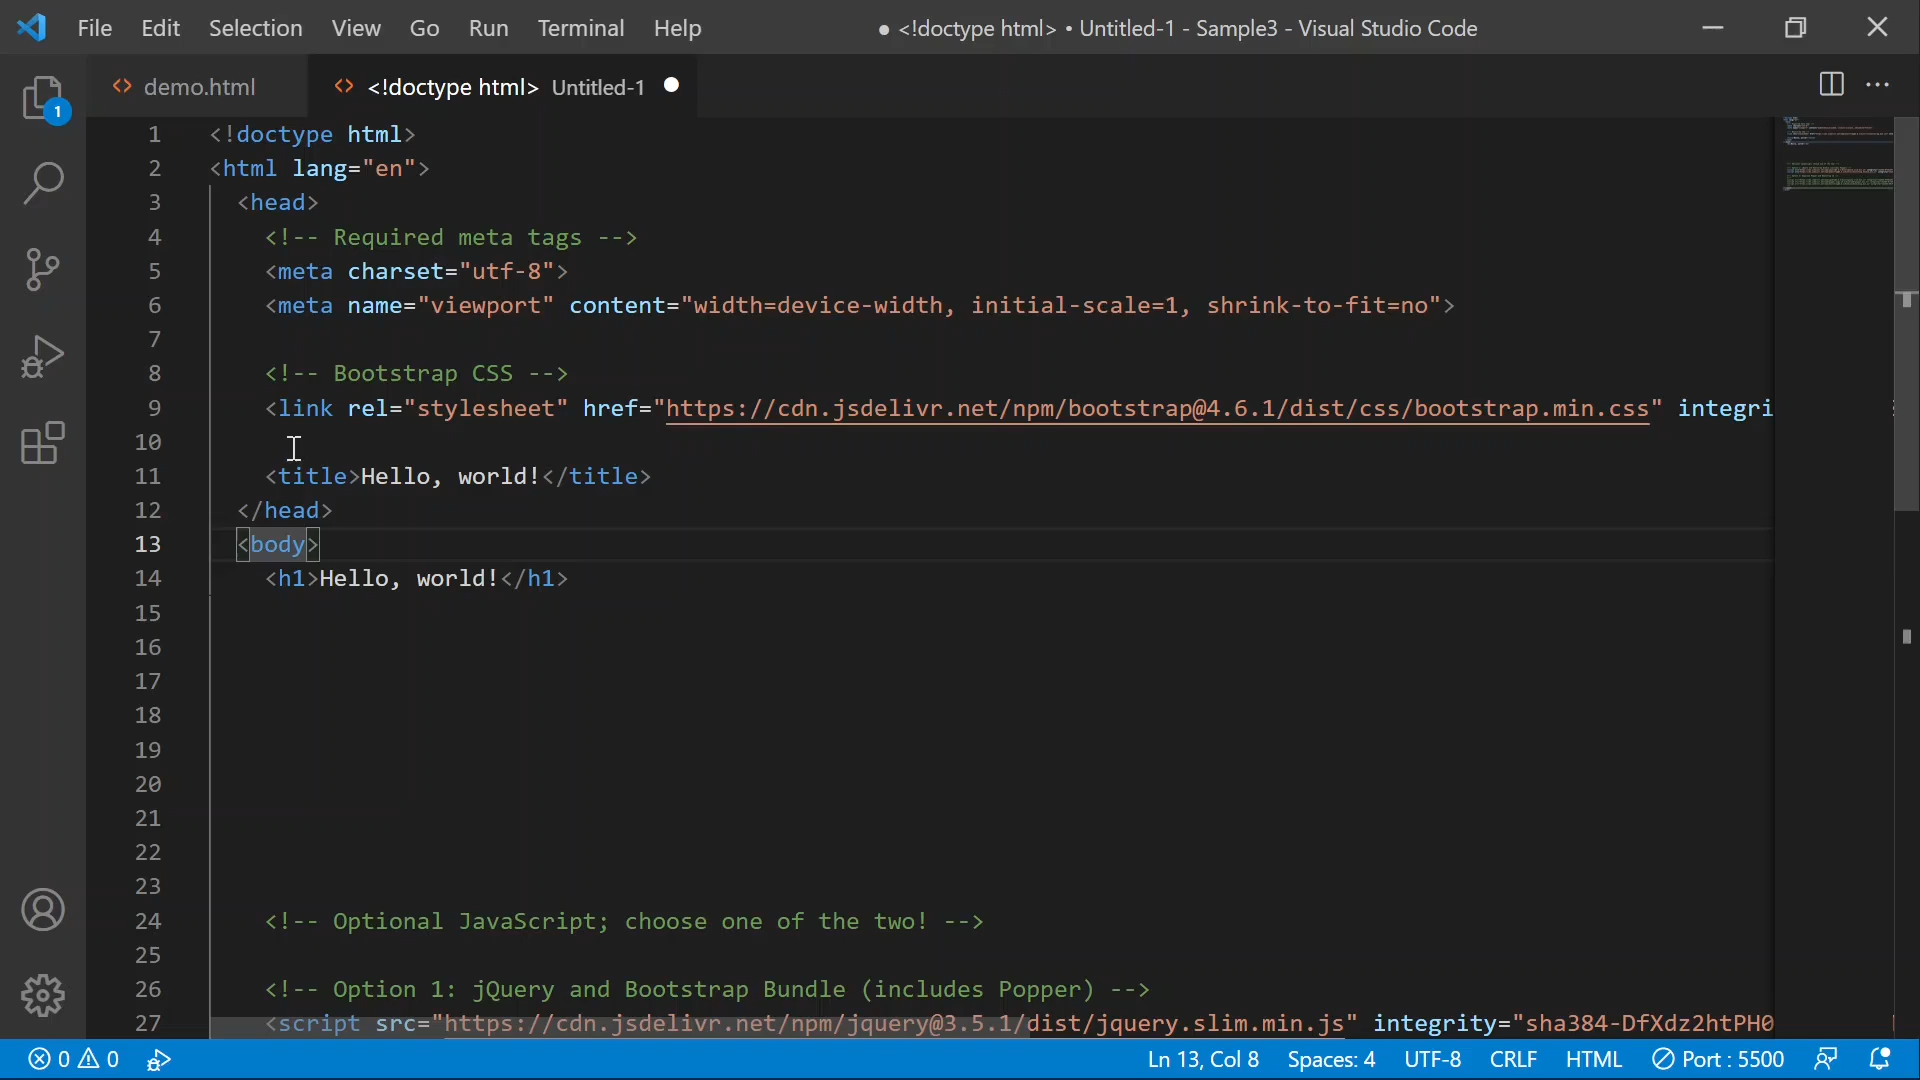 File Edit Selection View Go Run Terminal Help ● <!doctype html> • Untitled-1 - Sample3 - Visual Studio Code
demo.html <!doctype html> Untitled-1
1
1 <!doctype html>
2 <html lang="en">
3 <head>
4 <!-- Required meta tags -->
5 <meta charset="utf-8">
6 <meta name="viewport" content="width=device-width, initial-scale=1, shrink-to-fit=no">
7
8 <!-- Bootstrap CSS -->
9 <link rel="stylesheet" href="https://cdn.jsdelivr.net/npm/bootstrap@4.6.1/dist/css/bootstrap.min.css" integri
10
11 <title>Hello, world!</title>
12 </head>
13 <body>
14 <h1>Hello, world!</h1>
15
16
17
18
19
20
21
22
23
24 <!-- Optional JavaScript; choose one of the two! -->
25
26 <!-- Option 1: jQuery and Bootstrap Bundle (includes Popper) -->
27 <script src="https://cdn.jsdelivr.net/npm/jquery@3.5.1/dist/jquery.slim.min.js" integrity="sha384-DfXdz2htPH0
0 0 Ln 13, Col 8 Spaces: 4 UTF-8 CRLF HTML Port : 5500